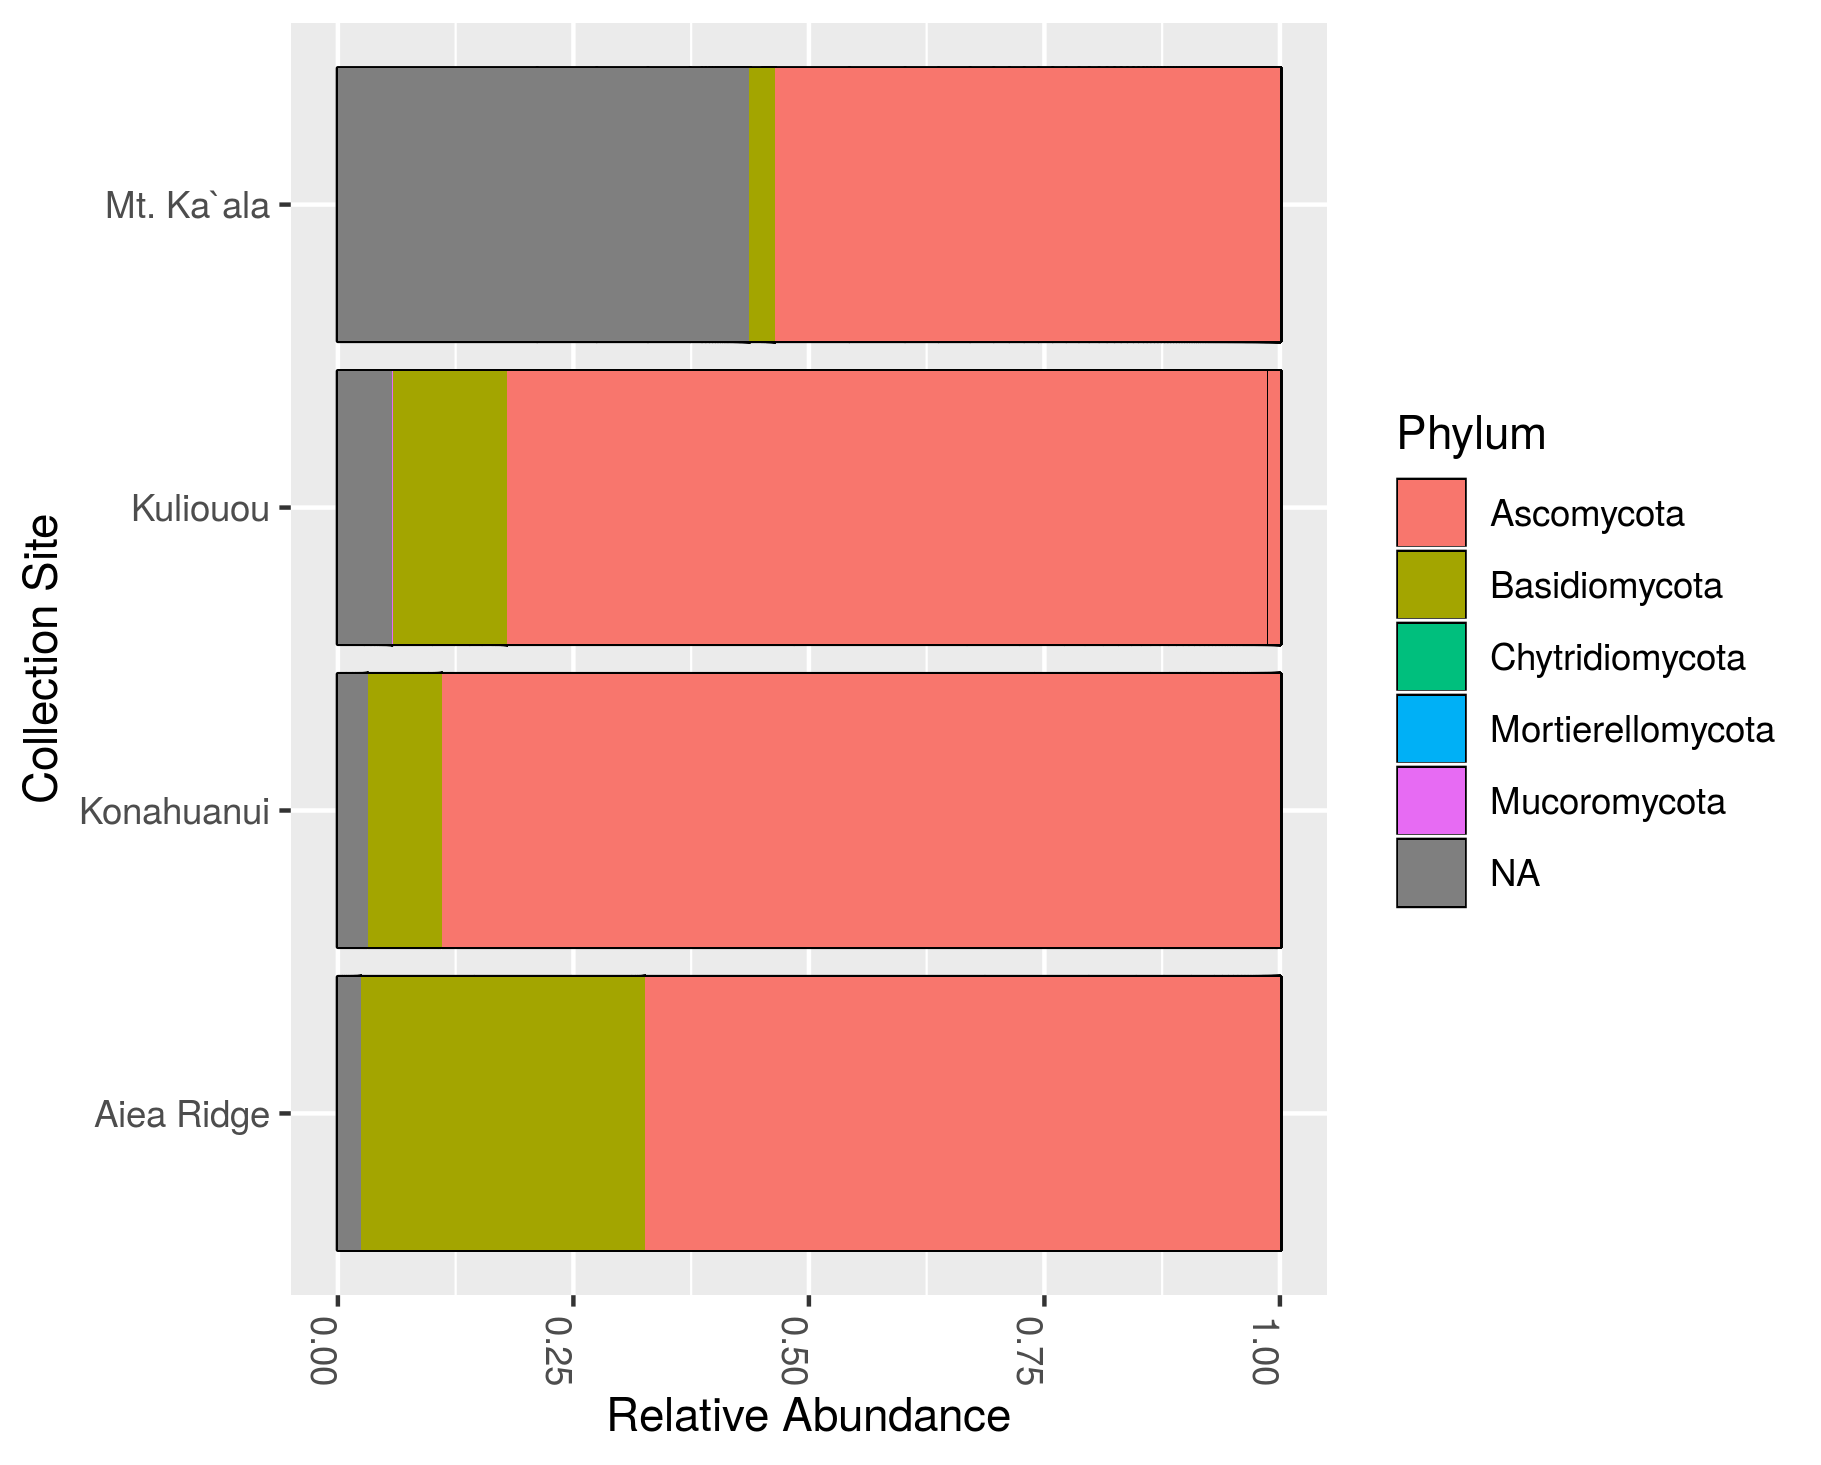 Mt. Ka`ala
Kuliouou
Konahuanui
Aiea Ridge
Collection Site
0.00
0.25
0.50
0.75
1.00
Relative Abundance
Phylum
Ascomycota
Basidiomycota
Chytridiomycota
Mortierellomycota
Mucoromycota
NA